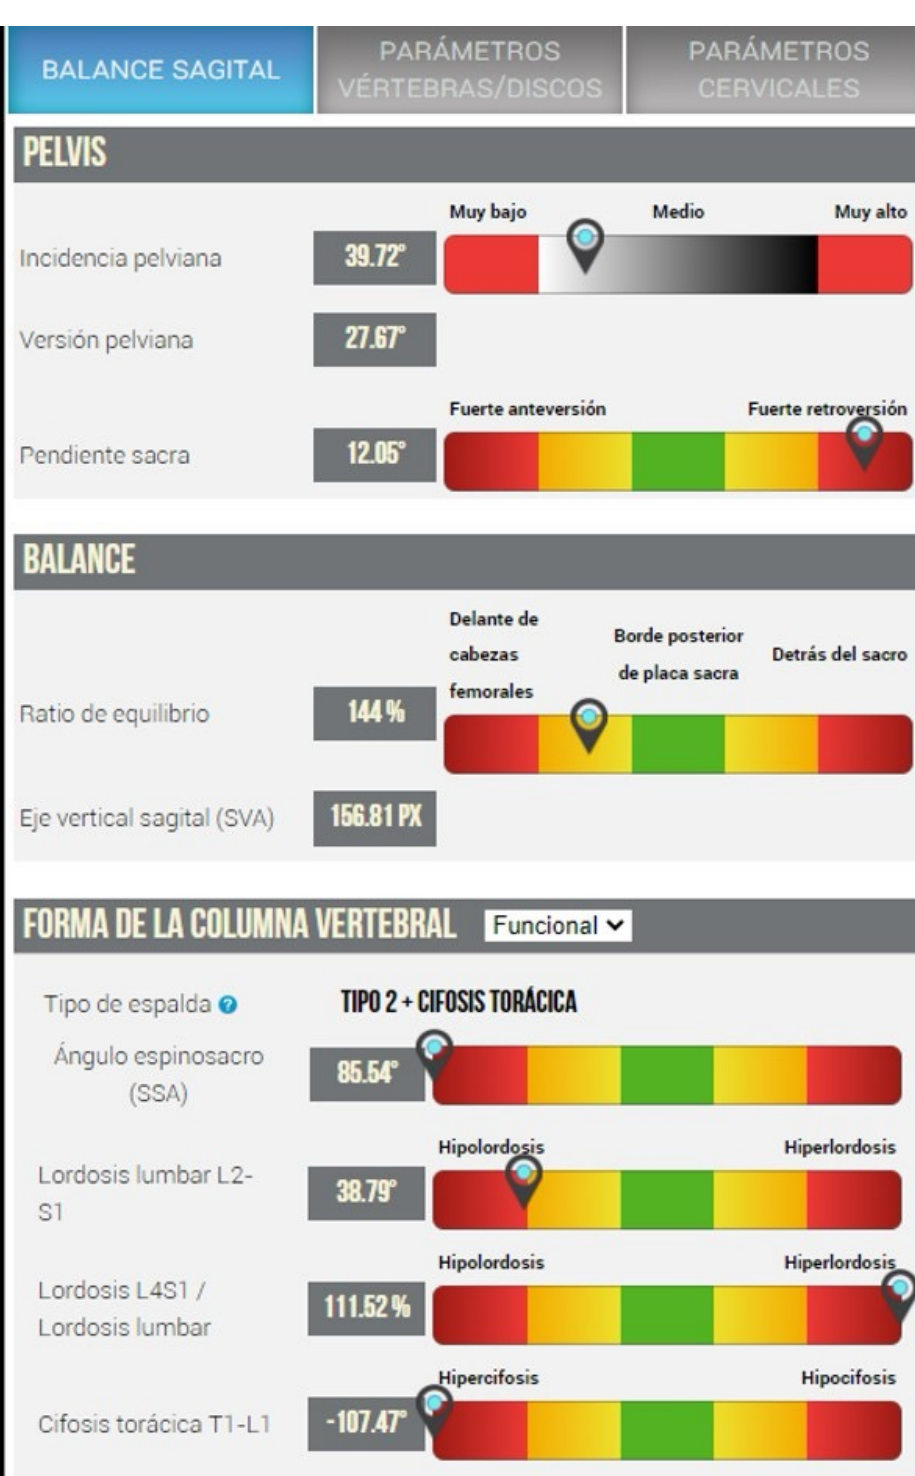 BALANCE SAGITAL
PARÁMETROS
VÉRTEBRAS/DISCOS
PARÁMETROS
CERVICALES
PELVIS
Muy bajo Medio Muy alto
Incidencia pelviana 39.72°
Versión pelviana 27.67°
Fuerte anteversión Fuerte retroversión
Pendiente sacra 12.05°
BALANCE
Delante de
cabezas
femorales
Borde posterior
de placa sacra
Detrás del sacro
Ratio de equilibrio 144 %
Eje vertical sagital (SVA) 156.81 PX
FORMA DE LA COLUMNA VERTEBRAL Funcional
Tipo de espalda ? TIPO 2 + CIFOSIS TORÁCICA
Ángulo espinosacro
(SSA)
85.54°
Hipolordosis Hiperlordosis
Lordosis lumbar L2-
S1
38.79°
Hipolordosis Hiperlordosis
Lordosis L4S1 /
Lordosis lumbar
111.52 %
Hipercifosis Hipocifosis
Cifosis torácica T1-L1 -107.47°